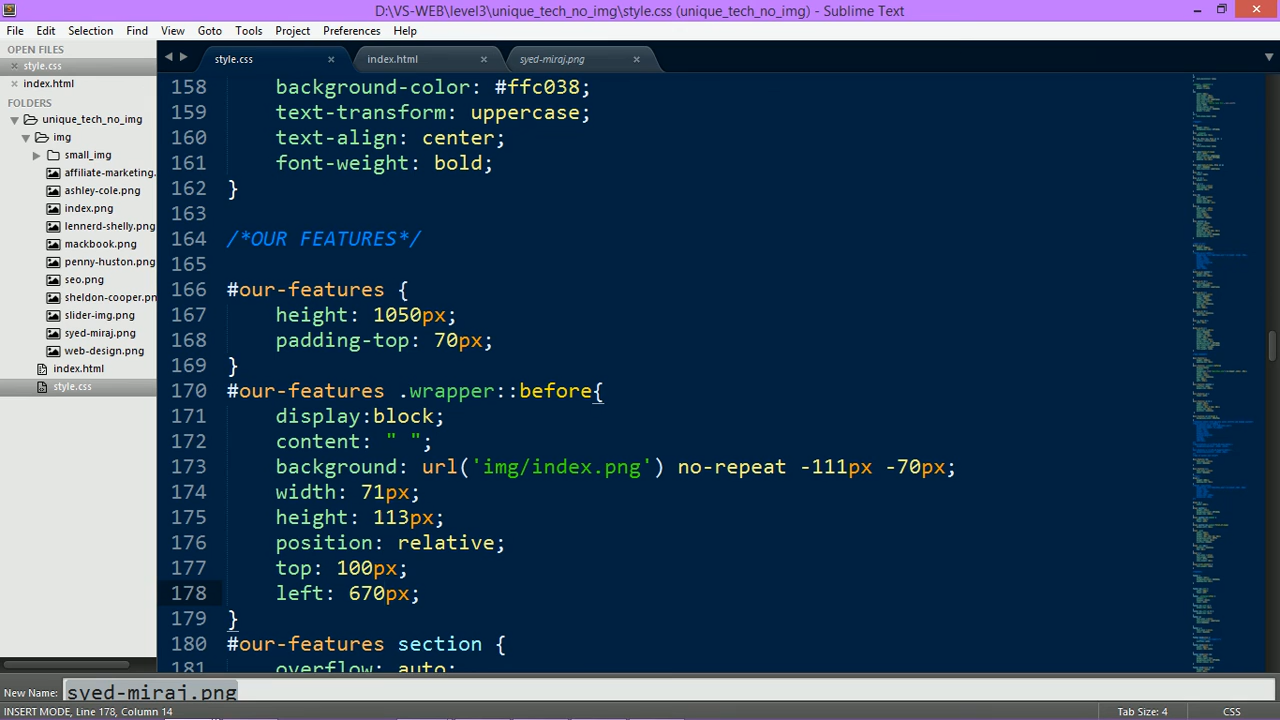 D:\VS-WEB\level3\unique_tech_no_img\style.css (unique_tech_no_img) - Sublime Text
File Edit Selection Find View Goto Tools Project Preferences Help
OPEN FILES
style.css
index.html
FOLDERS
unique_tech_no_img
img
small_img
affiliate-marketing.
ashley-cole.png
index.png
lennerd-shelly.png
mackbook.png
penny-huston.png
seo.png
sheldon-cooper.pn
slider-img.png
syed-miraj.png
web-design.png
index.html
style.css
style.css index.html syed-miraj.png
158 background-color: #ffc038;
159 text-transform: uppercase;
160 text-align: center;
161 font-weight: bold;
162 }
163
164 /*OUR FEATURES*/
165
166 #our-features {
167 height: 1050px;
168 padding-top: 70px;
169 }
170 #our-features .wrapper::before{
171 display:block;
172 content: " ";
173 background: url('img/index.png') no-repeat -111px -70px;
174 width: 71px;
175 height: 113px;
176 position: relative;
177 top: 100px;
178 left: 670px;
179 }
180 #our-features section {
181 overflow: auto;
New Name: syed-miraj.png
INSERT MODE, Line 178, Column 14 Tab Size: 4 CSS